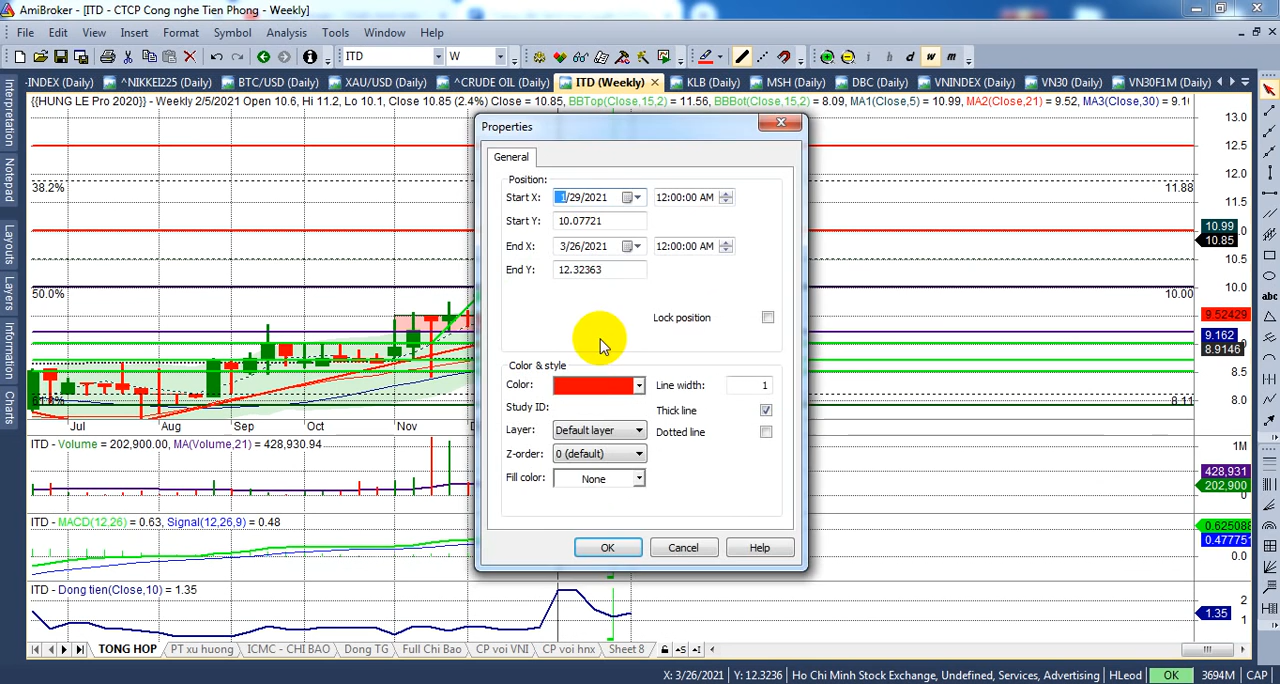 AmiBroker - [ITD - CTCP Cong nghe Tien Phong - Weekly]
File Edit View Insert Format Symbol Analysis Tools Window Help
ITD W i h d w m
-INDEX (Daily) ^NIKKEI225 (Daily) BTC/USD (Daily) XAU/USD (Daily) ^CRUDE OIL (Daily) ITD (Weekly) KLB (Daily) MSH (Daily) DBC (Daily) VNINDEX (Daily) VN30 (Daily) VN30F1M (Daily)
{{HUNG LE Pro 2020}} - Weekly 2/5/2021 Open 10.6, Hi 11.2, Lo 10.1, Close 10.85 (2.4%) Close = 10.85, BBTop(Close,15,2) = 11.56, BBBot(Close,15,2) = 8.09, MA1(Close,5) = 10.99, MA2(Close,21) = 9.52, MA3(Close,30) = 9.1
Interpretation
Notepad
Layouts
Layers
Information
Charts
abc
13.0
12.5
12.0
38.2%
11.88
11.5
10.99
10.85
10.5
50.0%
10.0
10.00
9.52429
9.162
8.9146
8.5
61.8%
8.11
8.0
Jul Aug Sep Oct Nov
Properties
General
Position:
Start X: 1/29/2021 12:00:00 AM
Start Y: 10.07721
End X: 3/26/2021 12:00:00 AM
End Y: 12.32363
Lock position
Color & style
Color: Line width: 1
Study ID: Thick line
Layer: Default layer Dotted line
Z-order: 0 (default)
Fill color: None
OK Cancel Help
ITD - Volume = 202,900.00, MA(Volume,21) = 428,930.94
1M
428,931
202,900
ITD - MACD(12,26) = 0.63, Signal(12,26,9) = 0.48
0.625088
0.477751
0.0
ITD - Dong tien(Close,10) = 1.35
2
1.35
TONG HOP PT xu huong ICMC - CHI BAO Dong TG Full Chi Bao CP voi VNI CP voi hnx Sheet 8
X: 3/26/2021 Y: 12.3236 Ho Chi Minh Stock Exchange, Undefined, Services, Advertising HLeod OK 3694M CAP